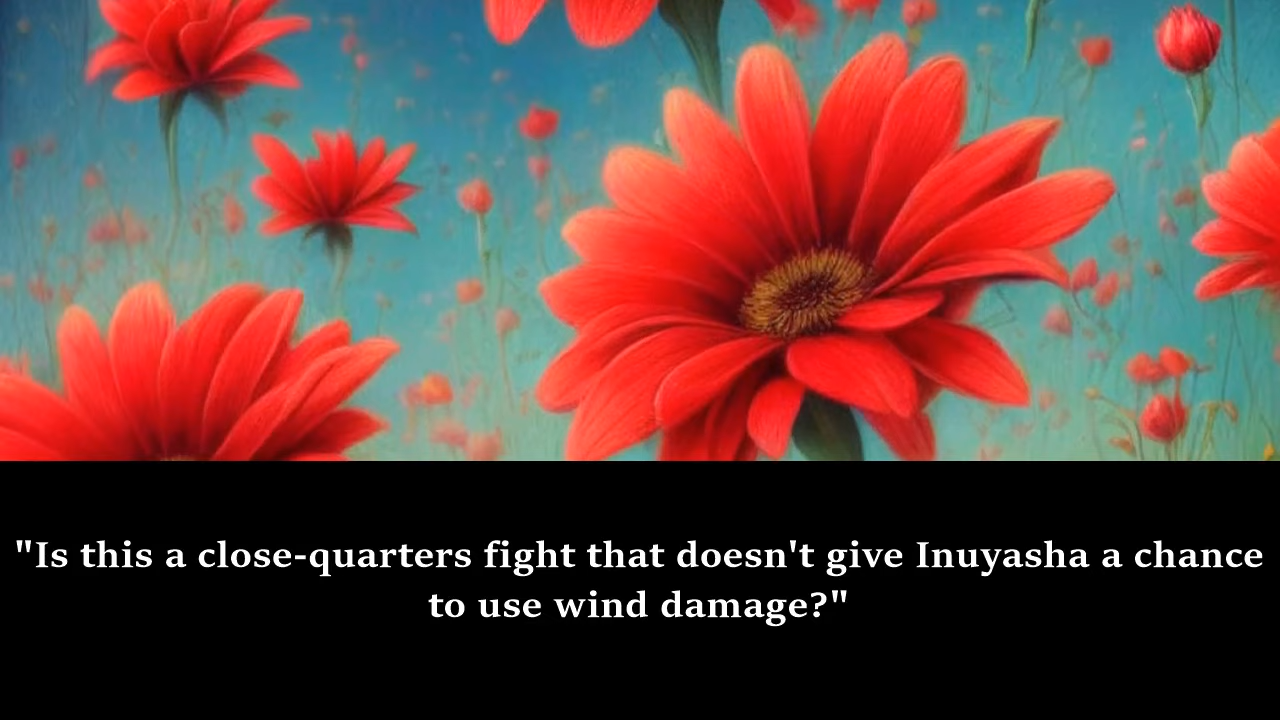 "Is this a close-quarters fight that doesn't give Inuyasha a chance
to use wind damage?"